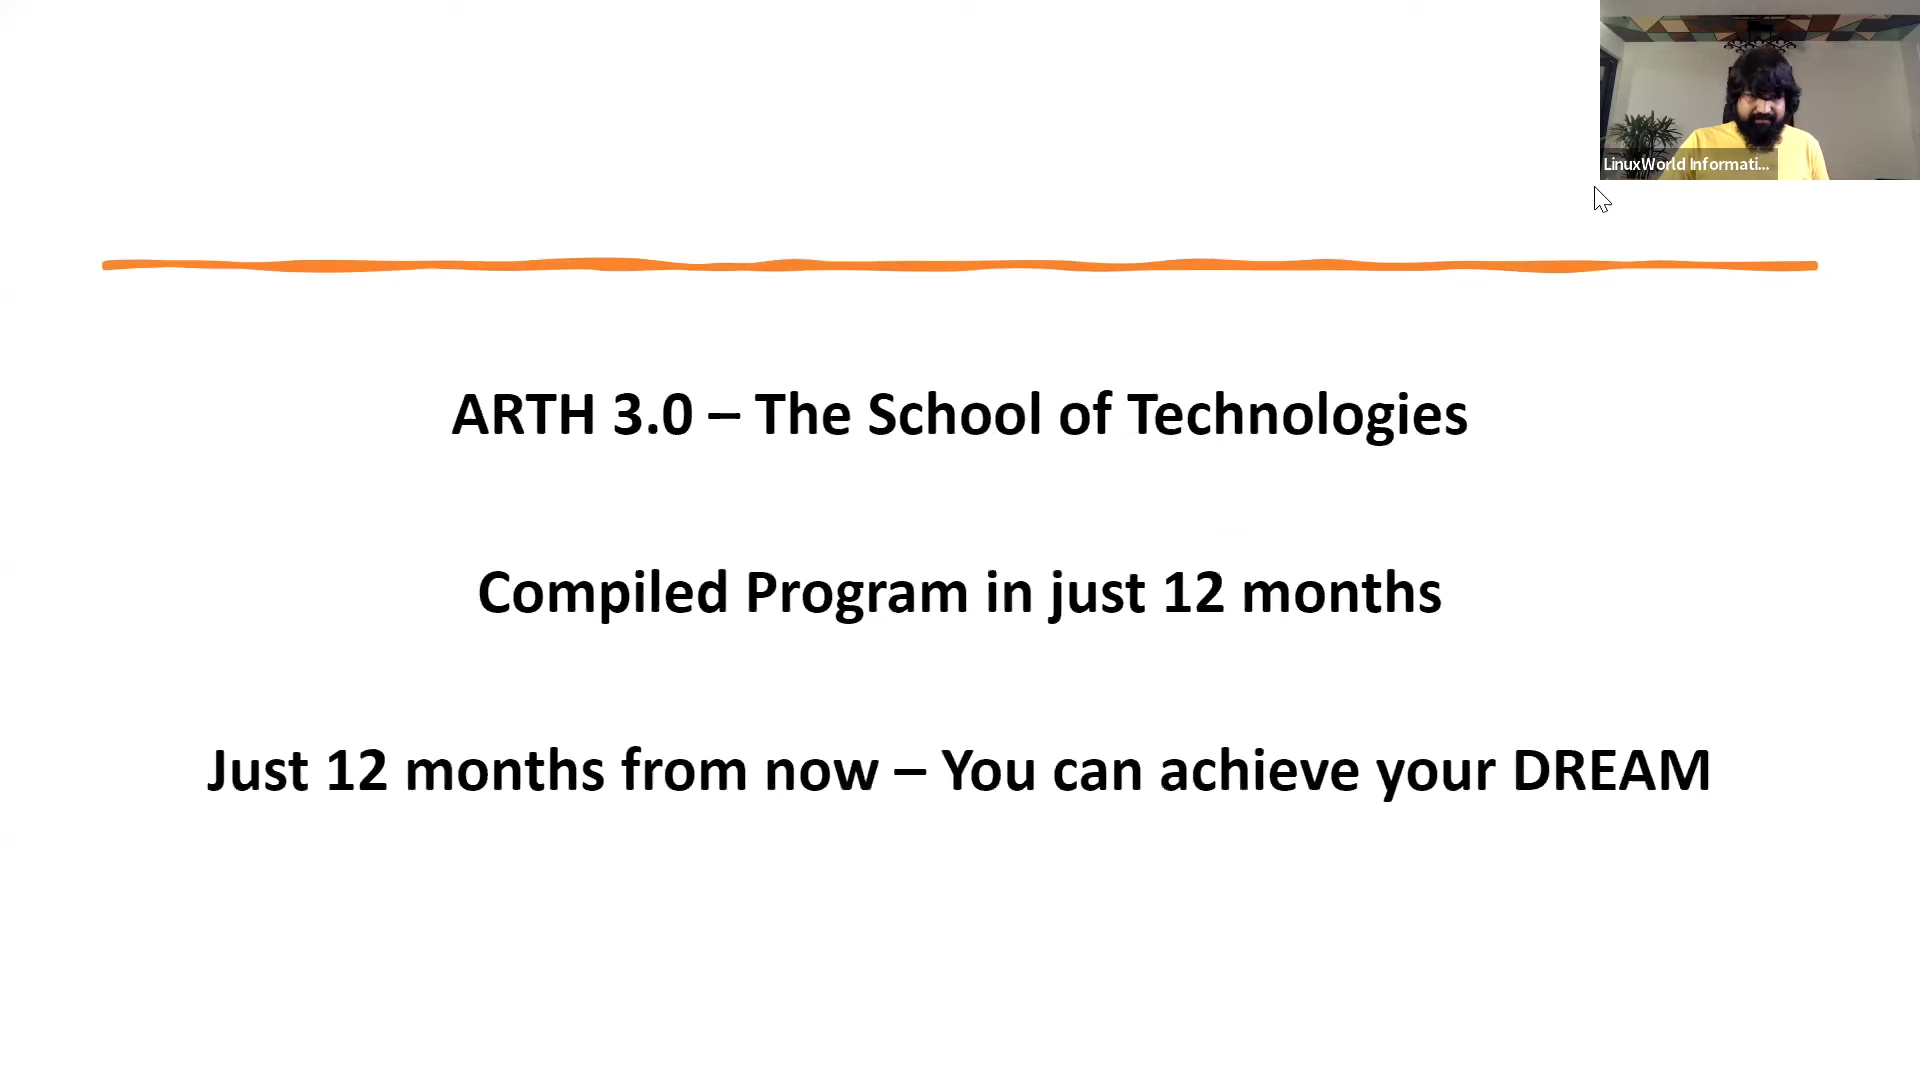 LinuxWorld Informati...
ARTH 3.0 – The School of Technologies
Compiled Program in just 12 months
Just 12 months from now – You can achieve your DREAM